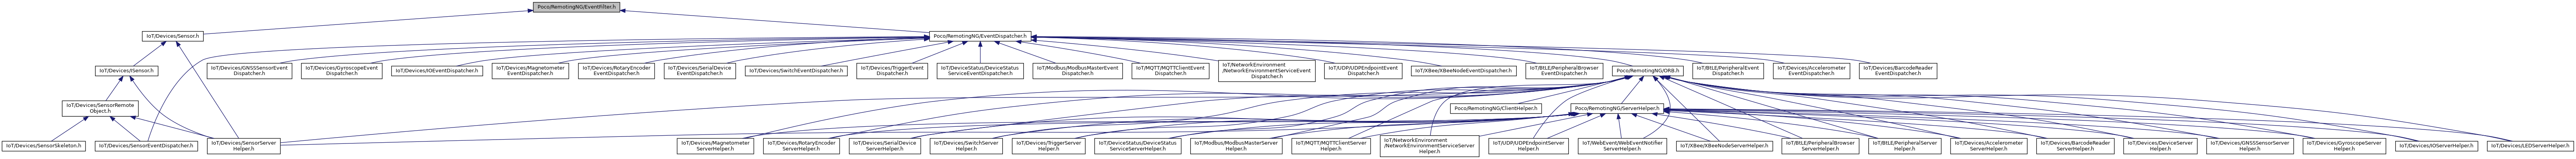 Poco/RemotingNG/EventFilter.h
IoT/Devices/Sensor.h
Poco/RemotingNG/EventDispatcher.h
IoT/Devices/ISensor.h
IoT/Devices/GNSSSensorEvent
Dispatcher.h
IoT/Devices/GyroscopeEvent
Dispatcher.h
IoT/Devices/IOEventDispatcher.h
IoT/Devices/Magnetometer
EventDispatcher.h
IoT/Devices/RotaryEncoder
EventDispatcher.h
IoT/Devices/SerialDevice
EventDispatcher.h
IoT/Devices/SwitchEventDispatcher.h
IoT/Devices/TriggerEvent
Dispatcher.h
IoT/DeviceStatus/DeviceStatus
ServiceEventDispatcher.h
IoT/Modbus/ModbusMasterEvent
Dispatcher.h
IoT/MQTT/MQTTClientEvent
Dispatcher.h
IoT/NetworkEnvironment
/NetworkEnvironmentServiceEvent
Dispatcher.h
IoT/UDP/UDPEndpointEvent
Dispatcher.h
IoT/XBee/XBeeNodeEventDispatcher.h
IoT/BtLE/PeripheralBrowser
EventDispatcher.h
Poco/RemotingNG/ORB.h
IoT/BtLE/PeripheralEvent
Dispatcher.h
IoT/Devices/Accelerometer
EventDispatcher.h
IoT/Devices/BarcodeReader
EventDispatcher.h
IoT/Devices/SensorRemote
Object.h
Poco/RemotingNG/ClientHelper.h
Poco/RemotingNG/ServerHelper.h
IoT/Devices/SensorSkeleton.h
IoT/Devices/SensorEventDispatcher.h
IoT/Devices/SensorServer
Helper.h
IoT/Devices/Magnetometer
ServerHelper.h
IoT/Devices/RotaryEncoder
ServerHelper.h
IoT/Devices/SerialDevice
ServerHelper.h
IoT/Devices/SwitchServer
Helper.h
IoT/Devices/TriggerServer
Helper.h
IoT/DeviceStatus/DeviceStatus
ServiceServerHelper.h
IoT/Modbus/ModbusMasterServer
Helper.h
IoT/MQTT/MQTTClientServer
Helper.h
IoT/NetworkEnvironment
/NetworkEnvironmentServiceServer
Helper.h
IoT/UDP/UDPEndpointServer
Helper.h
IoT/WebEvent/WebEventNotifier
ServerHelper.h
IoT/XBee/XBeeNodeServerHelper.h
IoT/BtLE/PeripheralBrowser
ServerHelper.h
IoT/BtLE/PeripheralServer
Helper.h
IoT/Devices/Accelerometer
ServerHelper.h
IoT/Devices/BarcodeReader
ServerHelper.h
IoT/Devices/DeviceServer
Helper.h
IoT/Devices/GNSSSensorServer
Helper.h
IoT/Devices/GyroscopeServer
Helper.h
IoT/Devices/IOServerHelper.h
IoT/Devices/LEDServerHelper.h